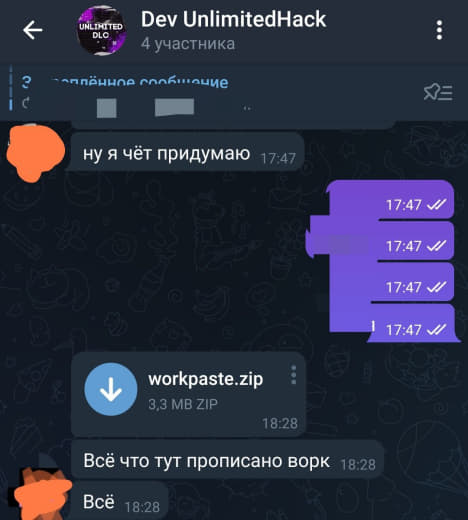 Dev UnlimitedHack
UNLIMITED
DLC
4 участника
сообщение
ну я чёт придумаю 17:47
17:47
17:47
17:47
17:47
workpaste.zip
3,3 MB ZIP
18:28
Всё что тут прописано ворк 18:28
Всё 18:28